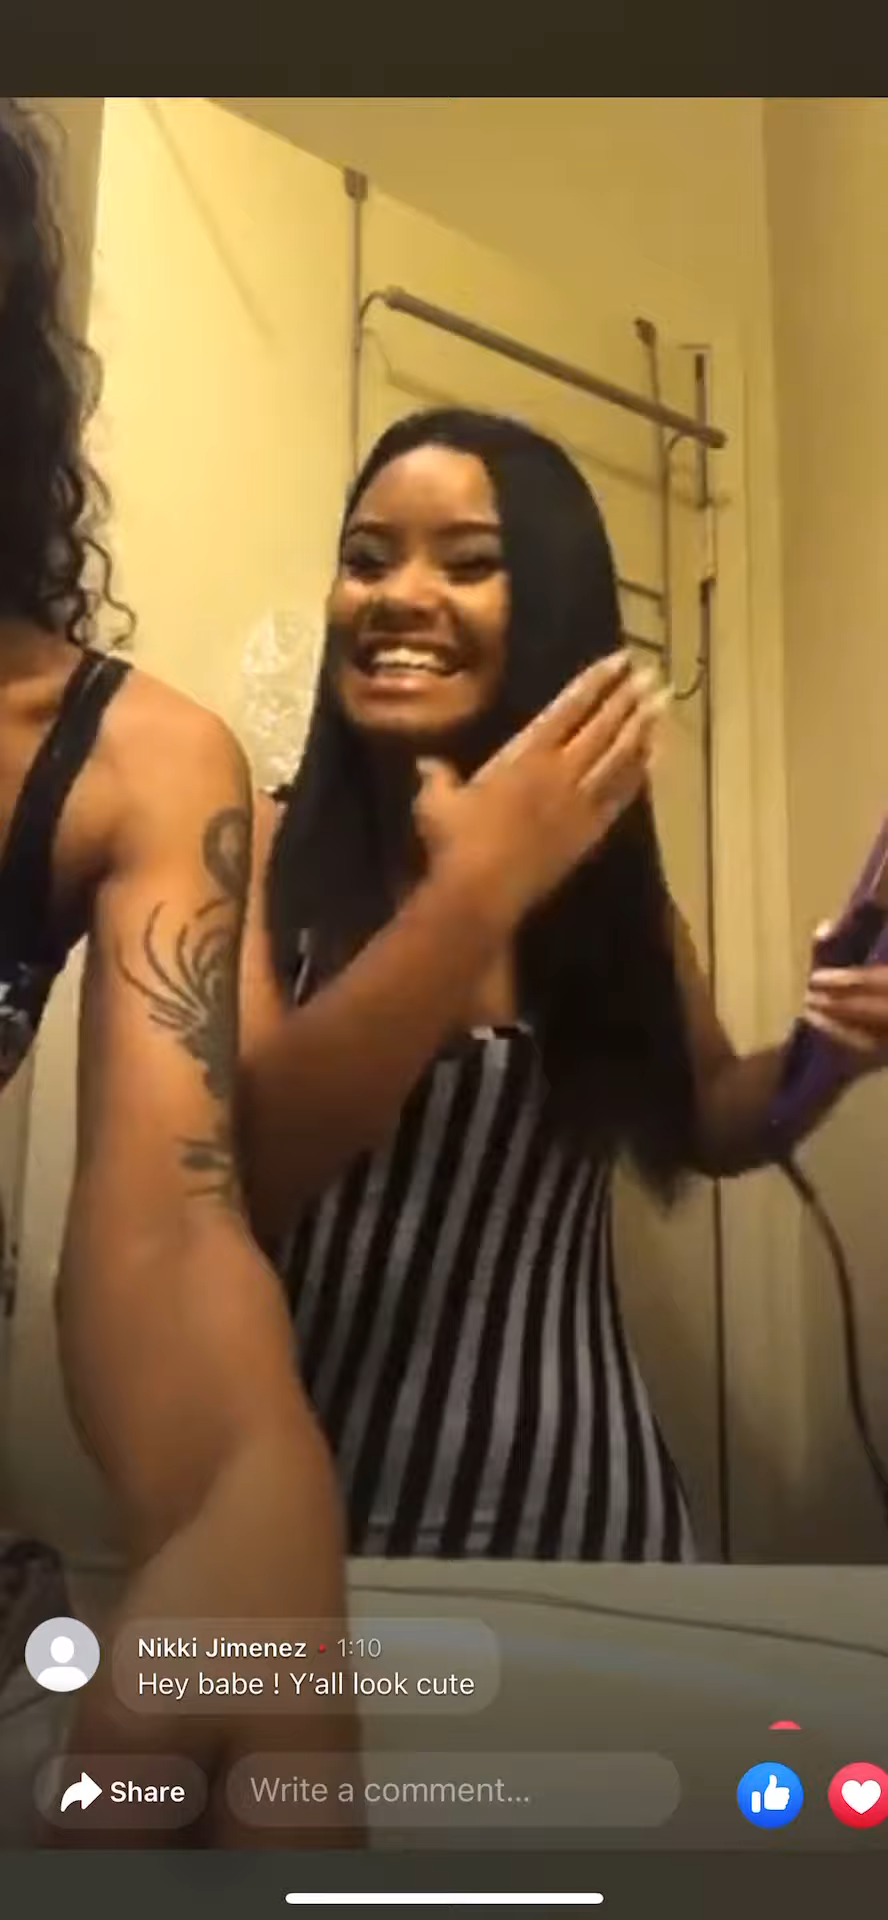 Nikki Jimenez • 1:10
Hey babe ! Y’all look cute
Share
Write a comment...